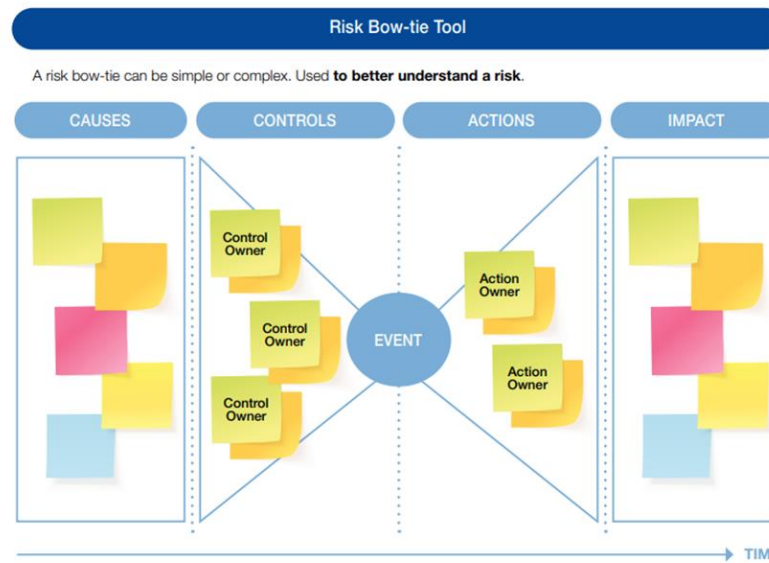 Risk Bow-tie Tool
A risk bow-tie can be simple or complex. Used to better understand a risk.
CAUSES
CONTROLS
ACTIONS
IMPACT
Control
Owner
Control
Owner
Control
Owner
EVENT
Action
Owner
Action
Owner
TIM